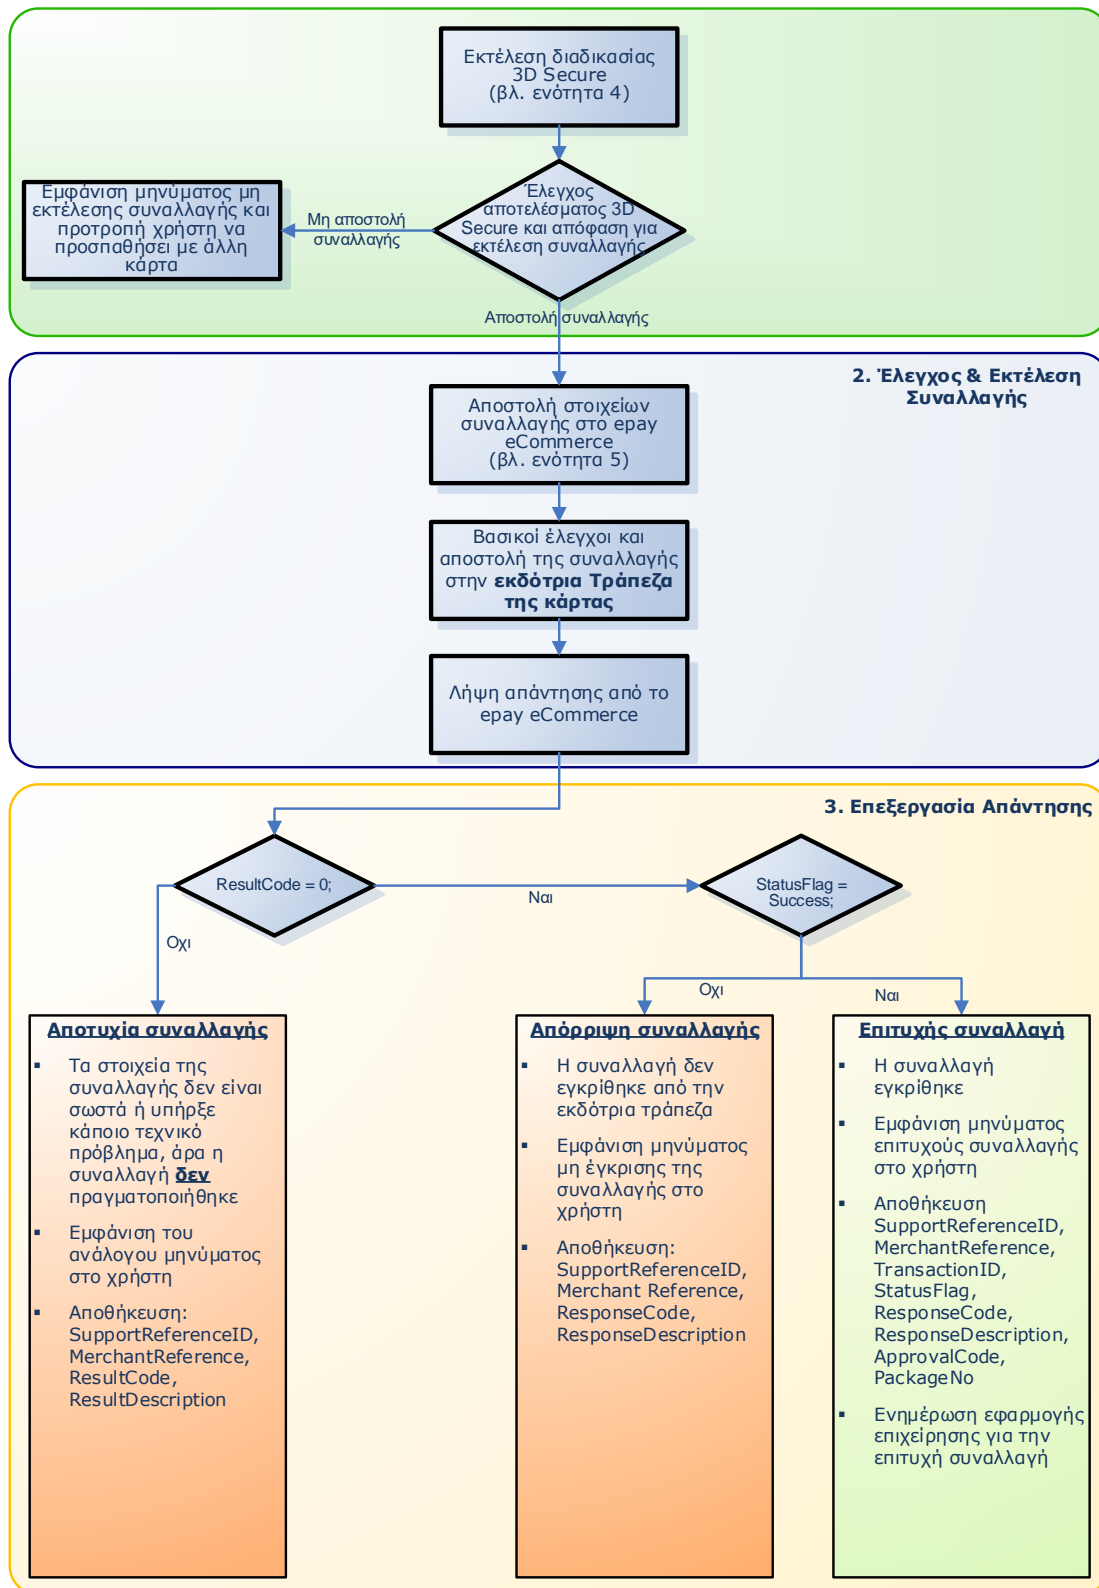 Εκτέλεση διαδικασίας
3D Secure
(βλ. ενότητα 4)
Έλεγχος
αποτελέσματος 3D
Secure και απόφαση για
εκτέλεση συναλλαγής
Μη αποστολή
συναλλαγής
Εμφάνιση μηνύματος μη
εκτέλεσης συναλλαγής και
προτροπή χρήστη να
προσπαθήσει με άλλη
κάρτα
Αποστολή συναλλαγής
2. Έλεγχος & Εκτέλεση
Συναλλαγής
Αποστολή στοιχείων
συναλλαγής στο epay
eCommerce
(βλ. ενότητα 5)
Βασικοί έλεγχοι και
αποστολή της συναλλαγής
στην εκδότρια Τράπεζα
της κάρτας
Λήψη απάντησης από το
epay eCommerce
3. Επεξεργασία Απάντησης
ResultCode = 0;
Ναι
StatusFlag =
Success;
Οχι
Οχι
Ναι
Αποτυχία συναλλαγής
▪ Τα στοιχεία της
συναλλαγής δεν είναι
σωστά ή υπήρξε
κάποιο τεχνικό
πρόβλημα, άρα η
συναλλαγή δεν
πραγματοποιήθηκε
▪ Εμφάνιση του
ανάλογου μηνύματος
στο χρήστη
▪ Αποθήκευση:
SupportReferenceID,
MerchantReference,
ResultCode,
ResultDescription
Απόρριψη συναλλαγής
▪ Η συναλλαγή δεν
εγκρίθηκε από την
εκδότρια τράπεζα
▪ Εμφάνιση μηνύματος
μη έγκρισης της
συναλλαγής στο
χρήστη
▪ Αποθήκευση:
SupportReferenceID,
Merchant Reference,
ResponseCode,
ResponseDescription
Επιτυχής συναλλαγή
▪ Η συναλλαγή
εγκρίθηκε
▪ Εμφάνιση μηνύματος
επιτυχούς συναλλαγής
στο χρήστη
▪ Αποθήκευση
SupportReferenceID,
MerchantReference,
TransactionID,
StatusFlag,
ResponseCode,
ResponseDescription,
ApprovalCode,
PackageNo
▪ Ενημέρωση εφαρμογής
επιχείρησης για την
επιτυχή συναλλαγή